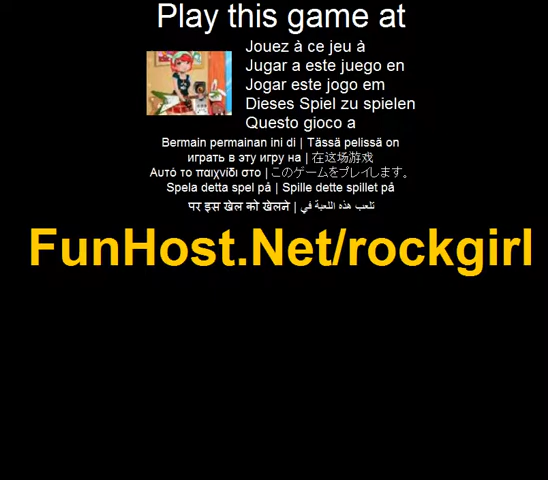 Play this game at
Jouez à ce jeu à
Jugar a este juego en
Jogar este jogo em
Dieses Spiel zu spielen
Questo gioco a
Bermain permainan ini di | Tässä pelissä on
играть в эту игру на | 在这场游戏
Αυτό το παιχνίδι στο | このゲームをプレイします。
Spela detta spel på | Spille dette spillet på
पर इस खेल को खेलने | تلعب هذه اللعبة في
FunHost.Net/rockgirl